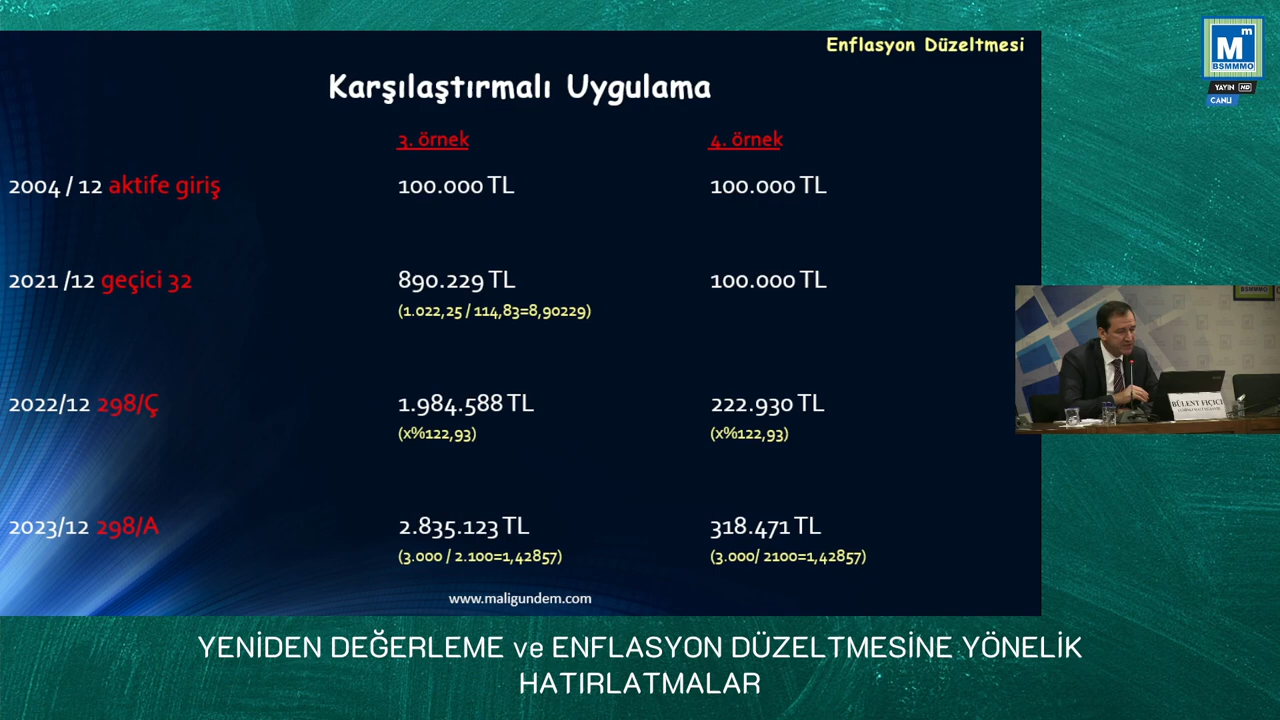 Enflasyon Düzeltmesi
m
M
BSMMMO
YAYIN HD
CANLI
Karşılaştırmalı Uygulama
3. örnek 4. örnek
2004 / 12 aktife giriş 100.000 TL 100.000 TL
2021 /12 geçici 32 890.229 TL 100.000 TL
(1.022,25 / 114,83=8,90229)
2022/12 298/Ç 1.984.588 TL 222.930 TL
(x%122,93) (x%122,93)
2023/12 298/A 2.835.123 TL 318.471 TL
(3.000 / 2.100=1,42857) (3.000/ 2100=1,42857)
www.maligundem.com
BÜLENT FIÇICI
YENİDEN DEĞERLEME ve ENFLASYON DÜZELTMESİNE YÖNELİK
HATIRLATMALAR